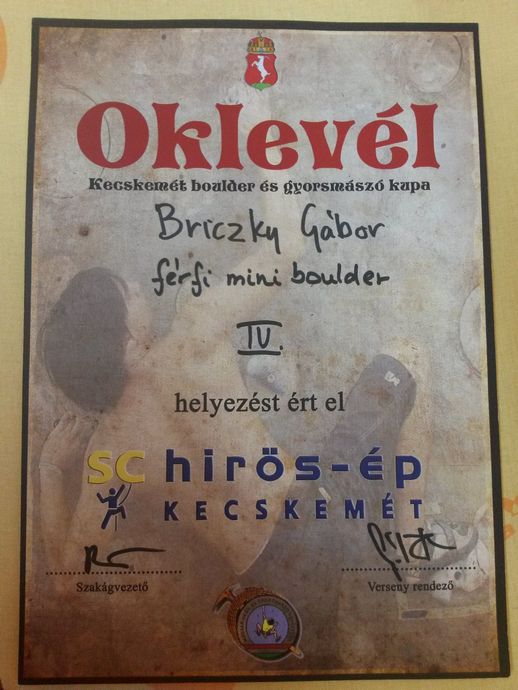 Oklevél
Kecskemét boulder és gyorsmászó kupa
Briczky Gábor
férfi mini boulder
IV.
helyezést ért el
SC hirös-ép
KECSKEMÉT
Szakágvezető
Verseny rendező